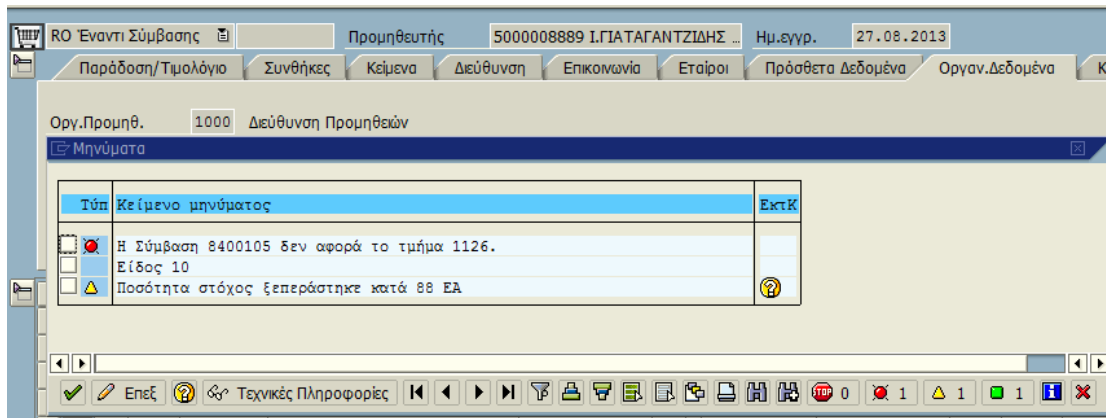 RO Έναντι Σύμβασης Προμηθευτής 5000008889 Ι.ΓΙΑΤΑΓΑΝΤΖΙΔΗΣ ... Ημ.εγγρ. 27.08.2013
Παράδοση/Τιμολόγιο Συνθήκες Κείμενα Διεύθυνση Επικοινωνία Εταίροι Πρόσθετα Δεδομένα Οργαν.Δεδομένα Κ
Οργ.Προμηθ. 1000 Διεύθυνση Προμηθειών
Μηνύματα
Τύπ Κείμενο μηνύματος ΕκτΚ
Η Σύμβαση 8400105 δεν αφορά το τμήμα 1126.
Είδος 10
Ποσότητα στόχος ξεπεράστηκε κατά 88 EA
Επεξ Τεχνικές Πληροφορίες STOP 0 1 1 1